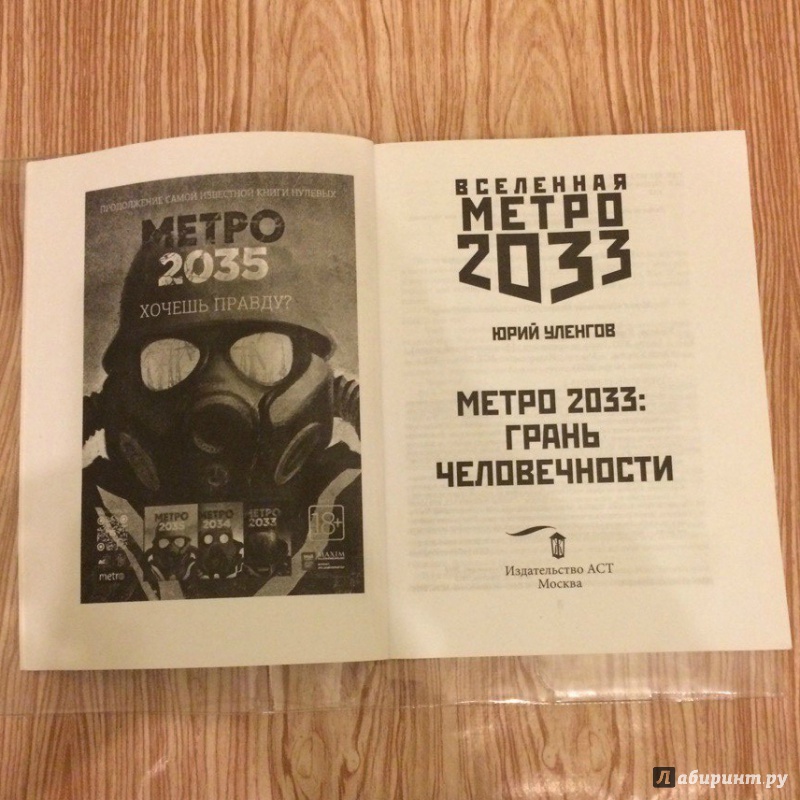 ПРОДОЛЖЕНИЕ САМОЙ ИЗВЕСТНОЙ КНИГИ НУЛЕВЫХ
МЕТРО
2035
ХОЧЕШЬ ПРАВДУ?
МЕТРО
2035
МЕТРО
2034
МЕТРО
2033
18+
metro
MAXIM
ВСЕЛЕННАЯ
МЕТРО
2033
ЮРИЙ УЛЕНГОВ
МЕТРО 2033:
ГРАНЬ
ЧЕЛОВЕЧНОСТИ
Издательство АСТ
Москва
Лабиринт.ру